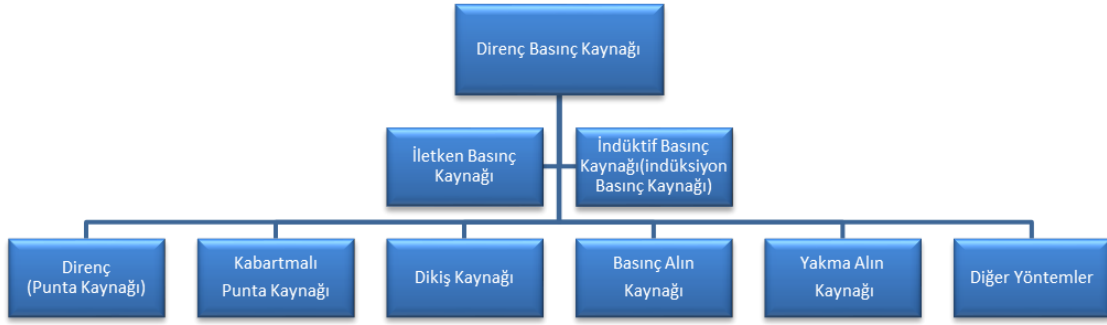 Direnç Basınç Kaynağı
İletken Basınç
Kaynağı
İndüktif Basınç
Kaynağı(indüksiyon
Basınç Kaynağı)
Direnç
(Punta Kaynağı)
Kabartmalı
Punta Kaynağı
Dikiş Kaynağı
Basınç Alın
Kaynağı
Yakma Alın
Kaynağı
Diğer Yöntemler